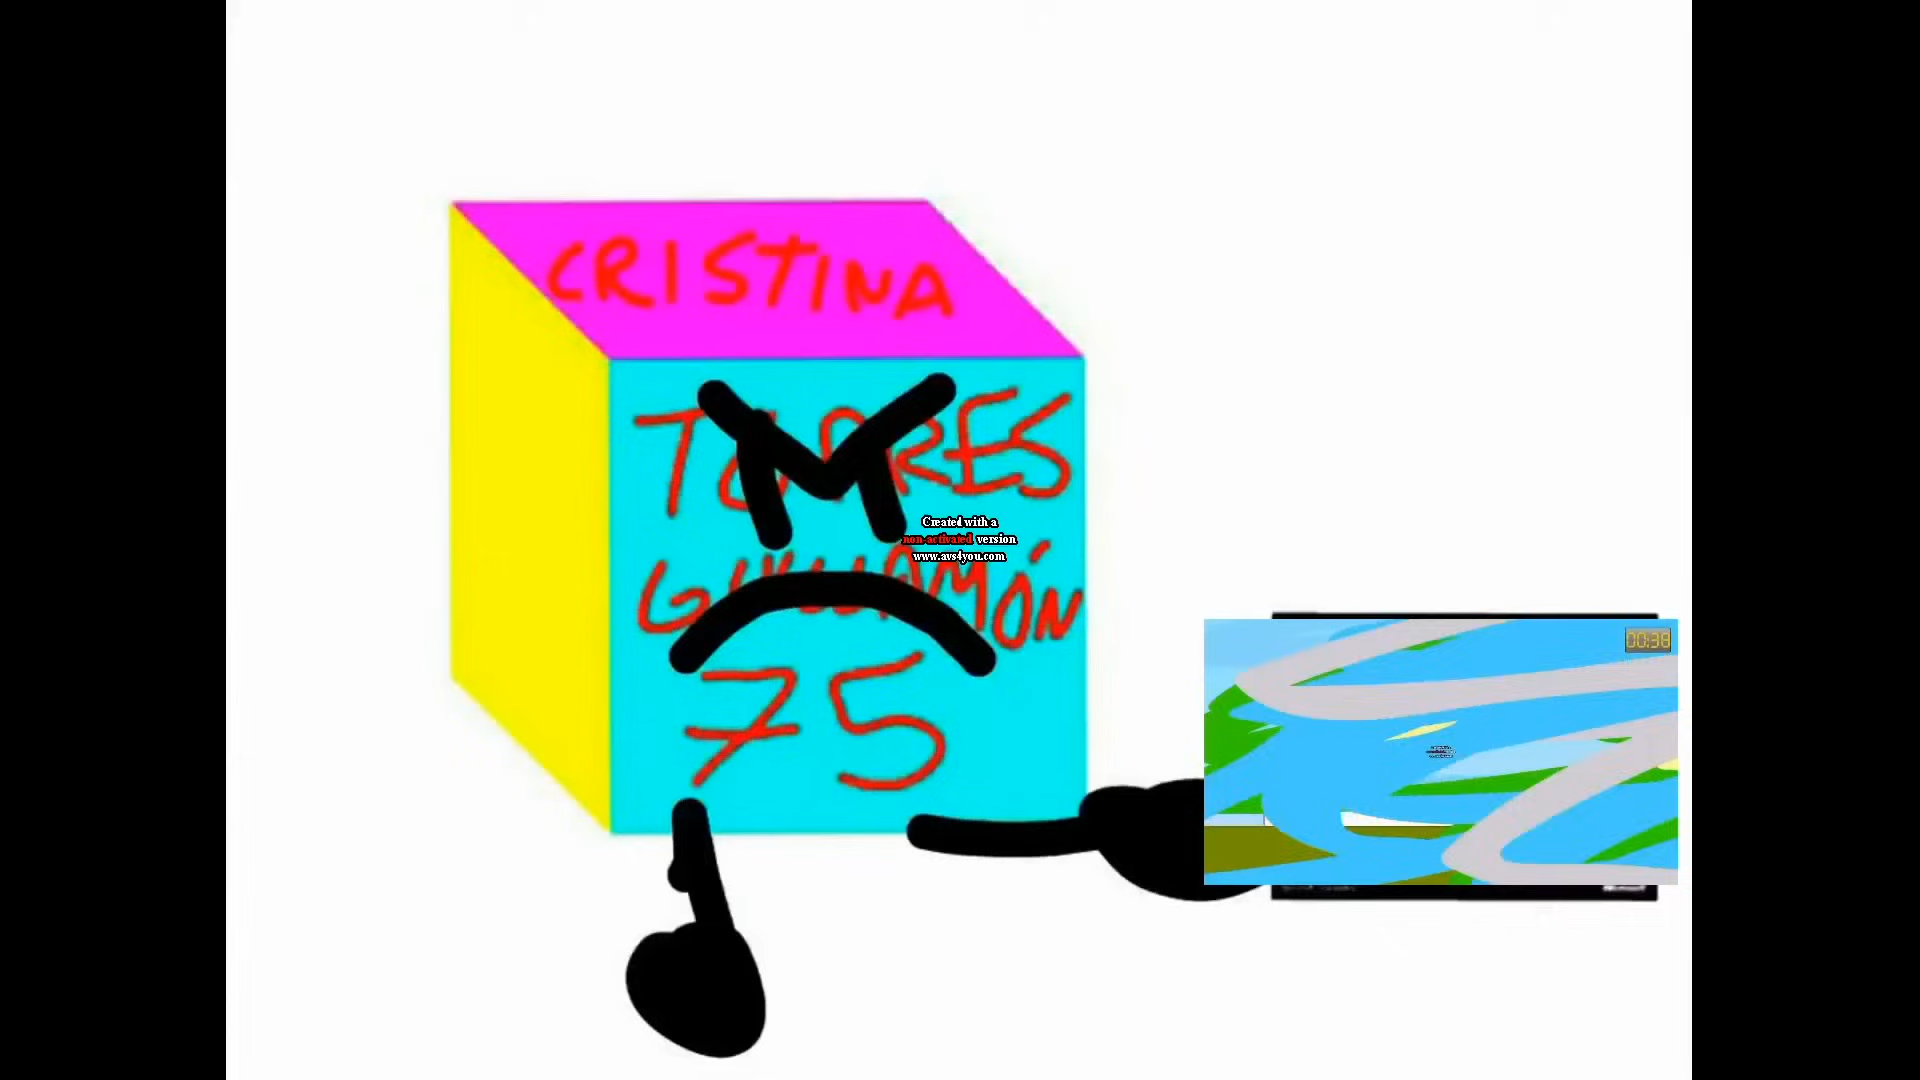 CRISTINA
TORRES
Created with a
non-activated version
www.avs4you.com
GUILLAMÓN
75
00:38